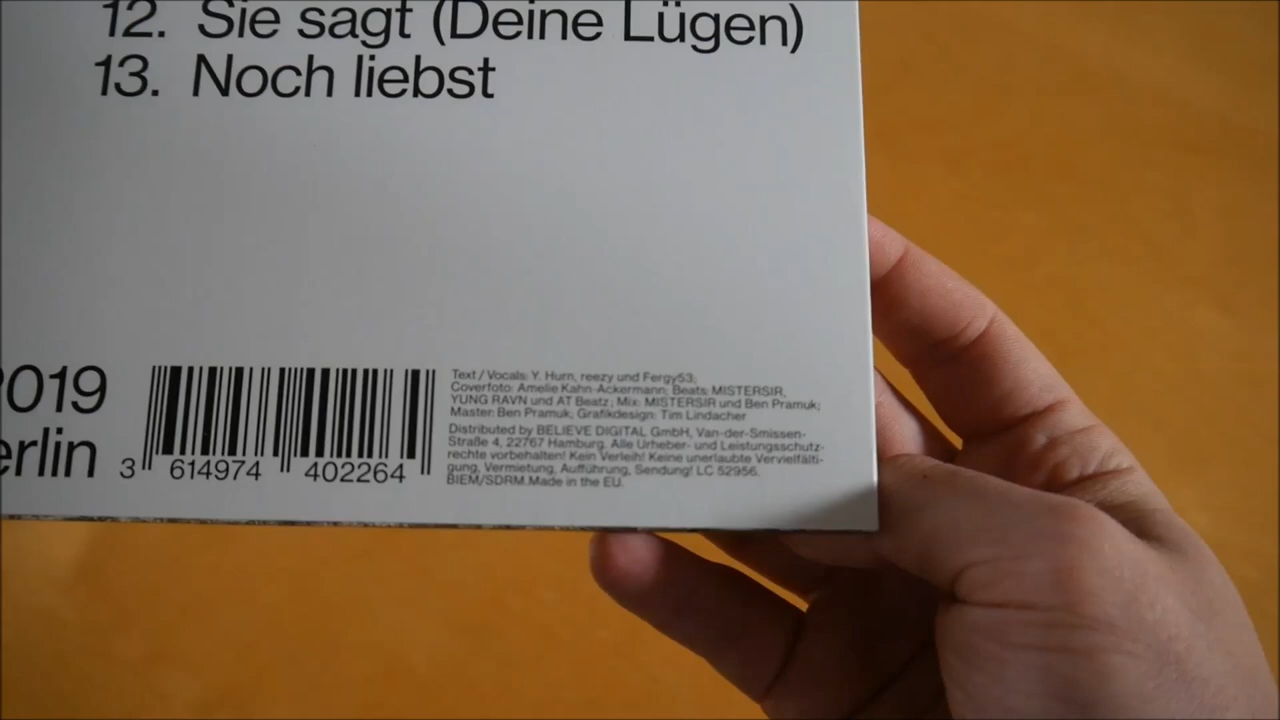 12. Sie sagt (Deine Lügen)
13. Noch liebst
2019
erlin
3 614974 402264
Text / Vocals: Y. Hurn, reezy und Fergy53;
Coverfoto: Amelie Kahn-Ackermann; Beats: MISTERSIR,
YUNG RAVN und AT Beatz; Mix: MISTERSIR und Ben Pramuk;
Master: Ben Pramuk; Grafikdesign: Tim Lindacher
Distributed by BELIEVE DIGITAL GmbH, Van-der-Smissen-
Straße 4, 22767 Hamburg. Alle Urheber- und Leistungsschutz-
rechte vorbehalten! Kein Verleih! Keine unerlaubte Vervielfälti-
gung, Vermietung, Aufführung, Sendung! LC 52956.
BIEM/SDRM.Made in the EU.